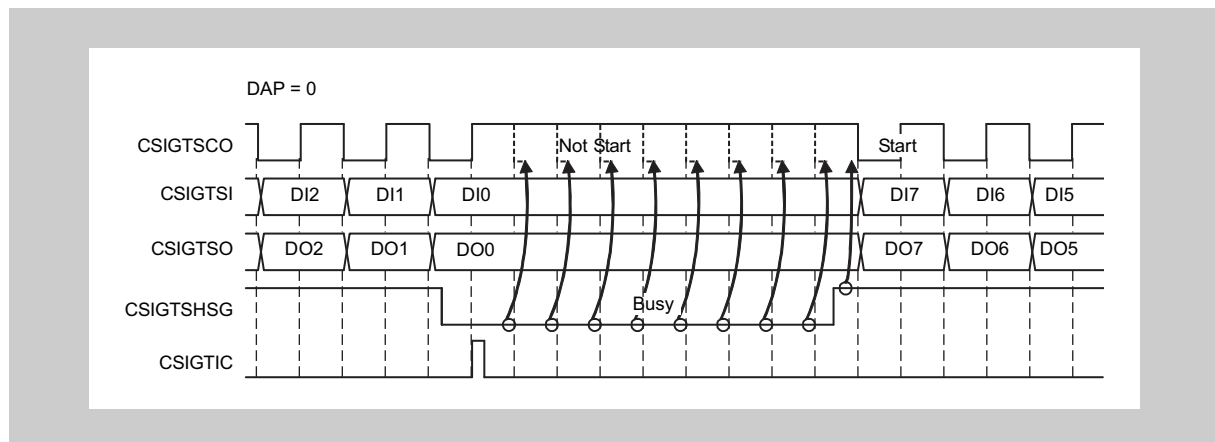 DAP = 0
CSIGTSCO Not Start Start
CSIGTSI DI2 DI1 DI0 DI7 DI6 DI5
CSIGTSO DO2 DO1 DO0 DO7 DO6 DO5
CSIGTSHSG Busy
CSIGTIC